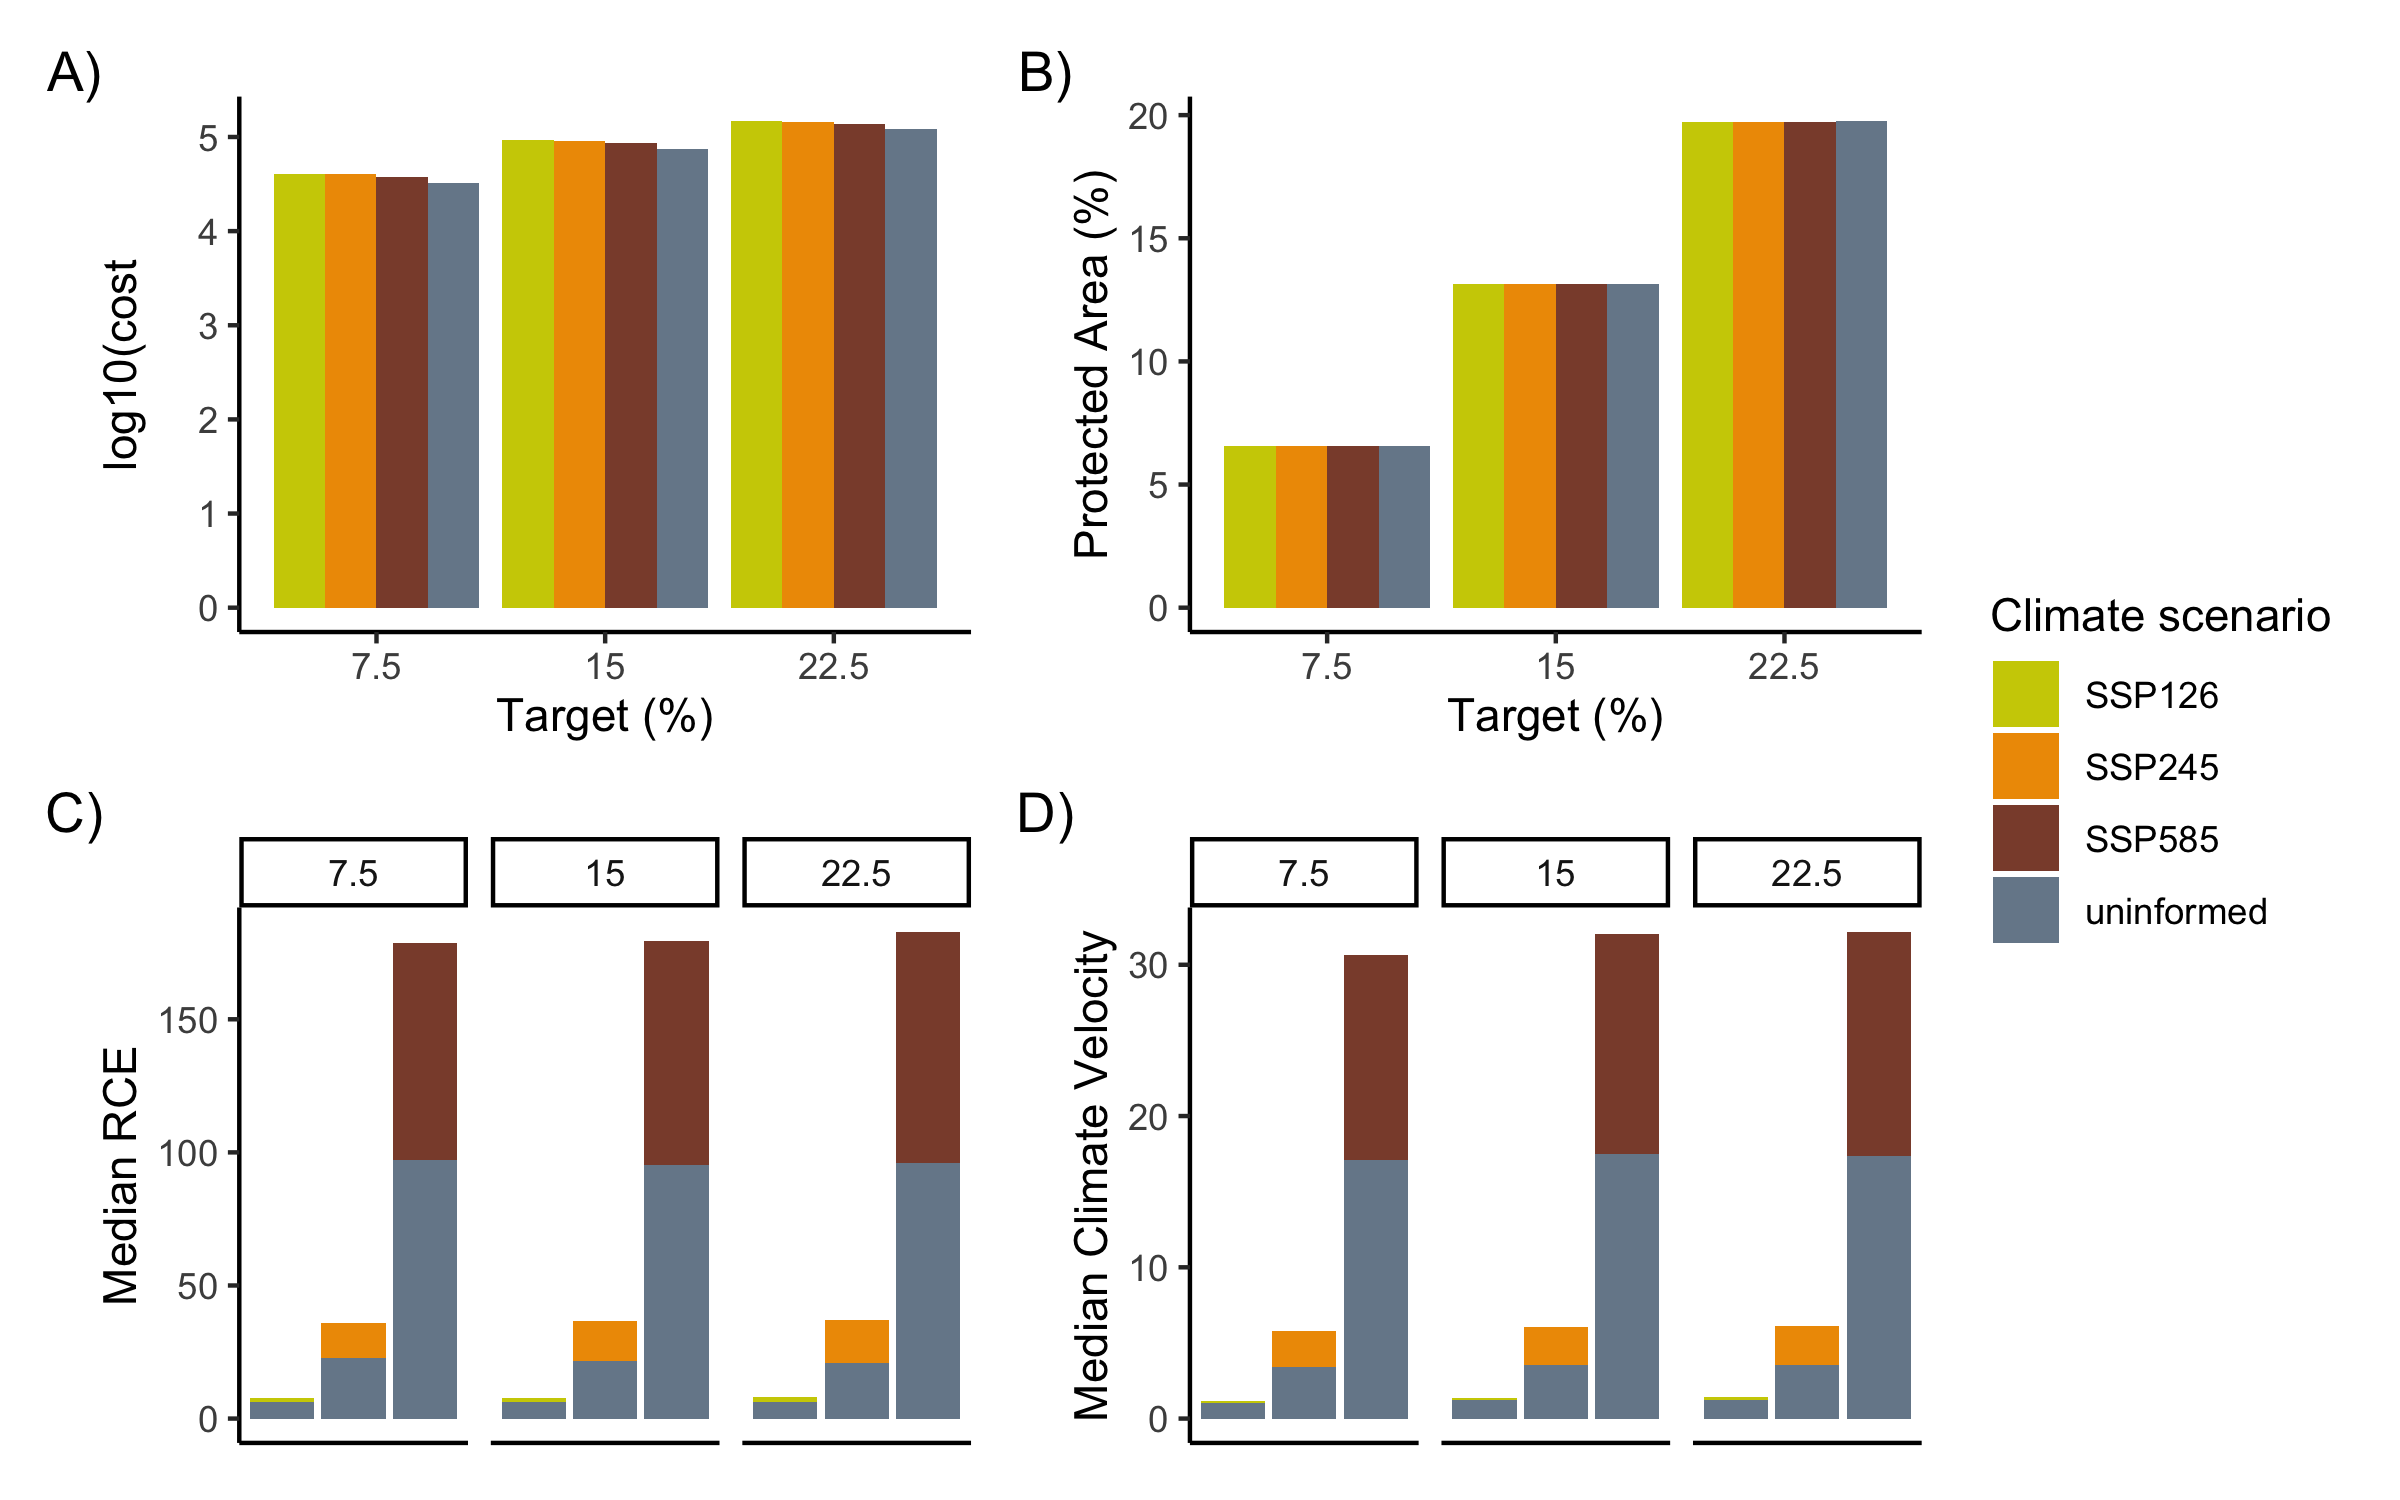 A)
log10(cost
5
4
3
2
1
0
7.5 15 22.5
Target (%)
B)
Protected Area (%)
20
15
10
5
0
7.5 15 22.5
Target (%)
Climate scenario
SSP126
SSP245
SSP585
uninformed
C)
7.5 15 22.5
Median RCE
150
100
50
0
D)
7.5 15 22.5
Median Climate Velocity
30
20
10
0